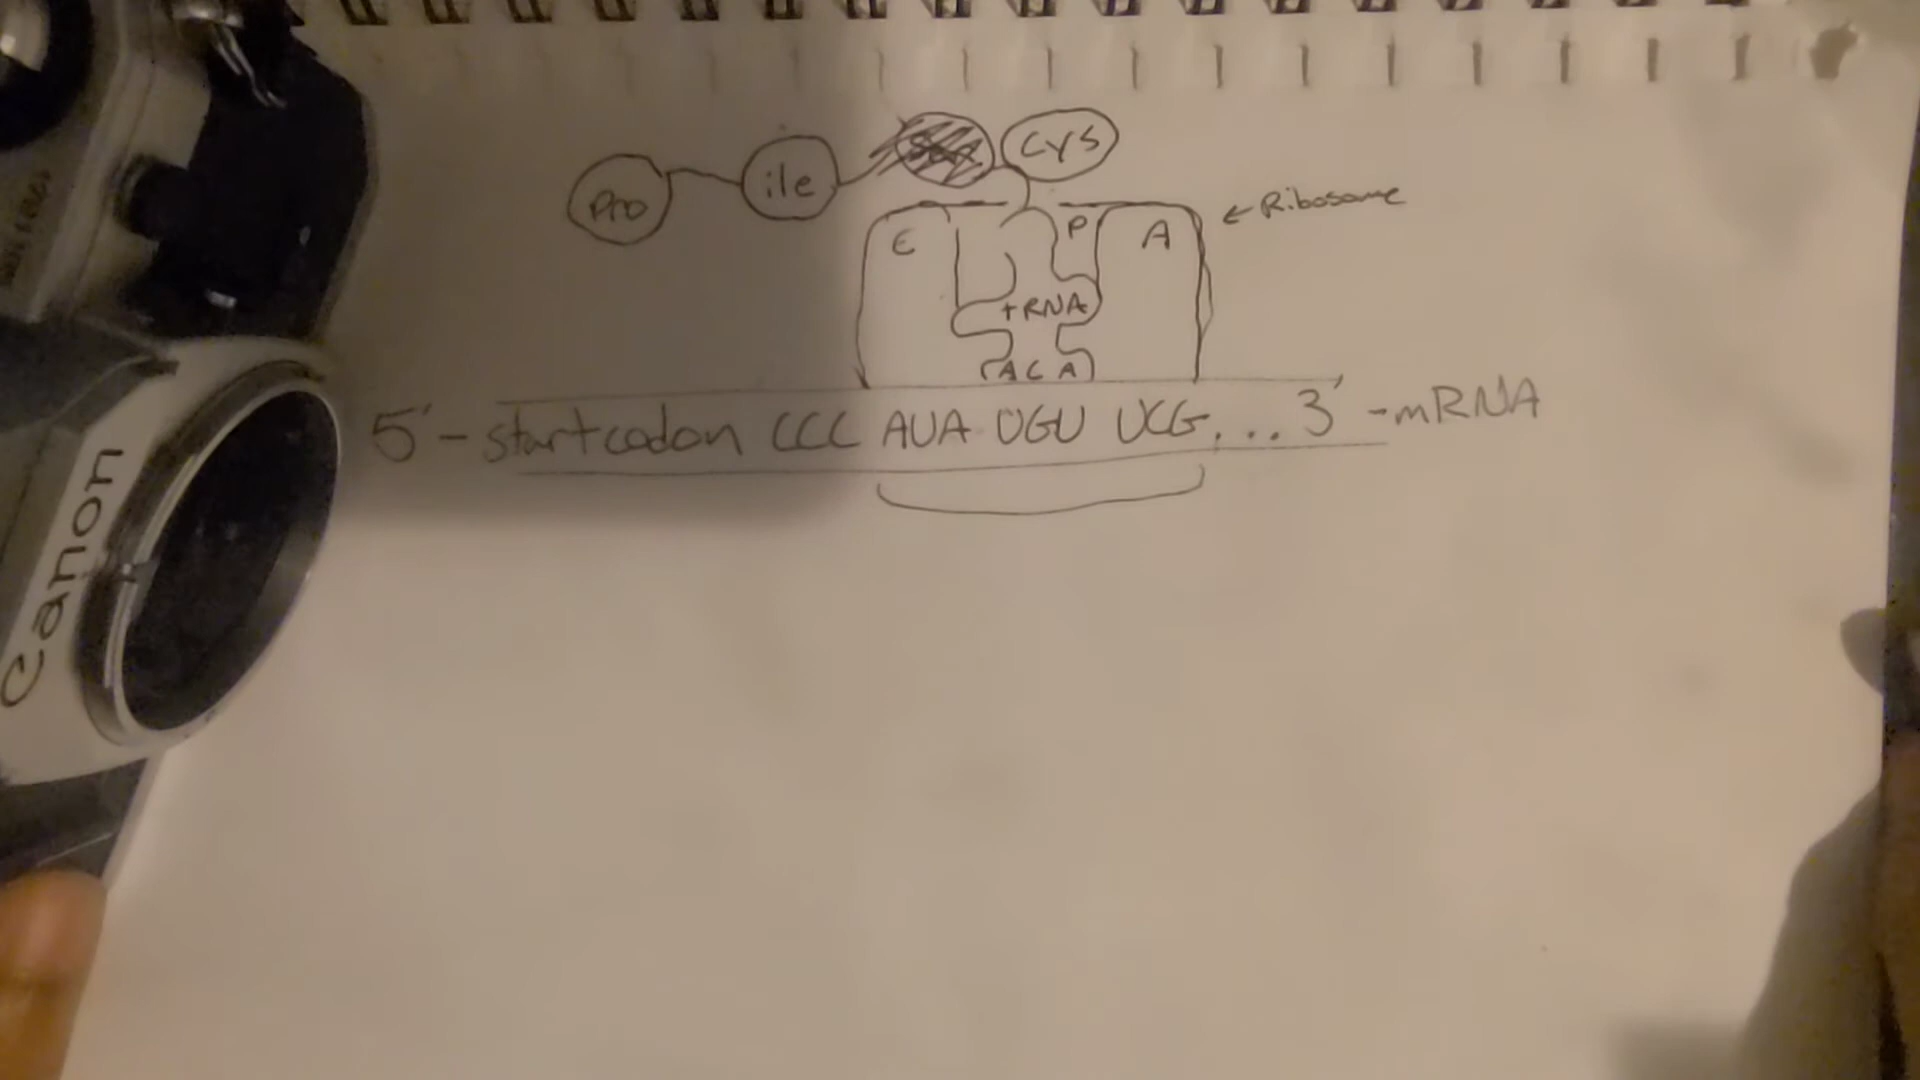 Pro ile Cys
← Ribosome
E P A
tRNA
ACA
5'-startcodon CCC AUA UGU UCG... 3' -mRNA
Canon